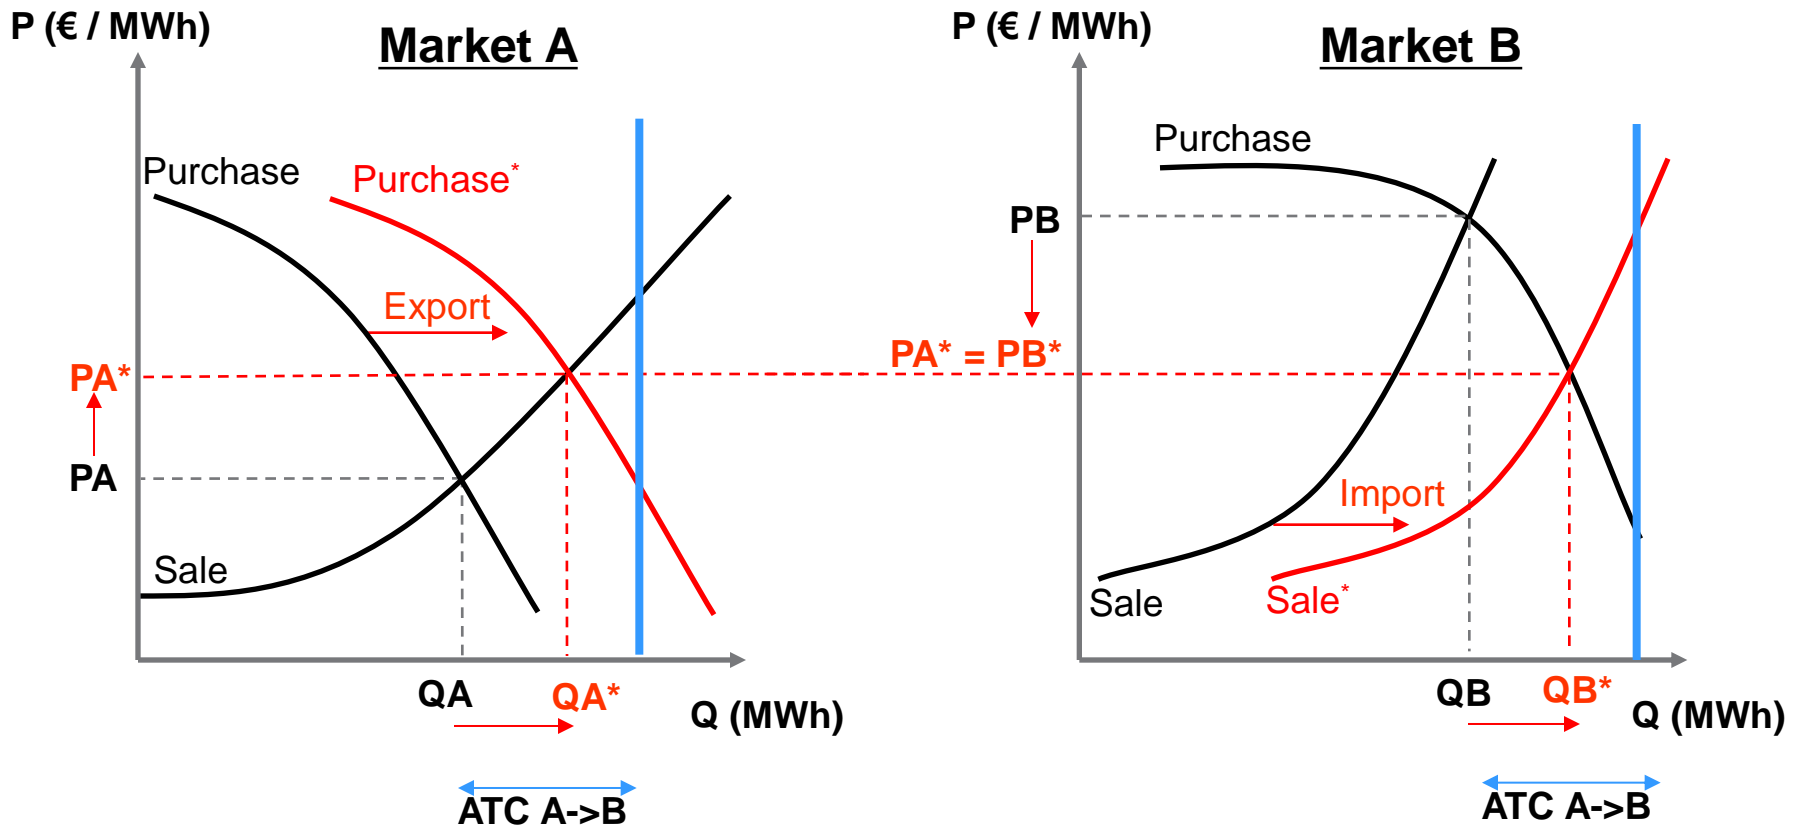 P (€ / MWh)
Market A
Purchase
Purchase*
Export
PA*
PA
Sale
QA
QA*
Q (MWh)
ATC A->B
P (€ / MWh)
Market B
Purchase
PB
PA* = PB*
Import
Sale
Sale*
QB
QB*
Q (MWh)
ATC A->B